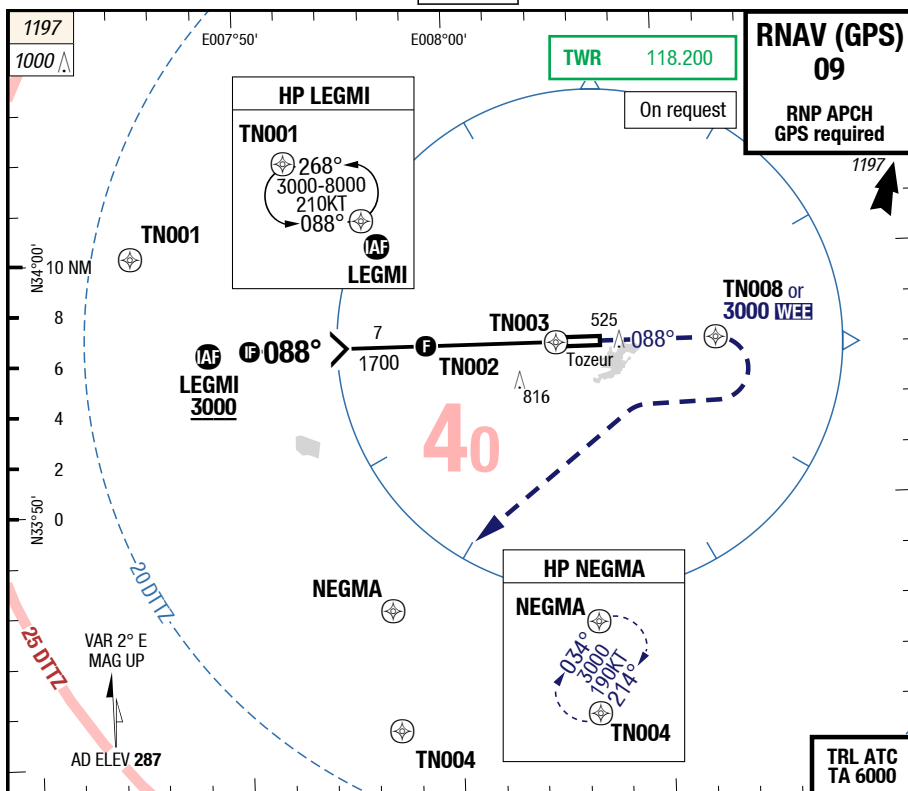 1197
1000
E007°50'
E008°00'
TWR 118.200
On request
RNAV (GPS)
09
RNP APCH
GPS required
1197
HP LEGMI
TN001
268°
3000-8000
210KT
088°
IAF
LEGMI
TN001
N34°00'
10 NM
8
6
4
2
0
N33°50'
IAF
LEGMI
3000
IF
088°
7
1700
F
TN002
TN003
525
Tozeur
816
088°
TN008 or
3000 WEE
40
20 DTTZ
25 DTTZ
NEGMA
TN004
HP NEGMA
NEGMA
034°
3000
190KT
214°
TN004
VAR 2° E
MAG UP
AD ELEV 287
TRL ATC
TA 6000